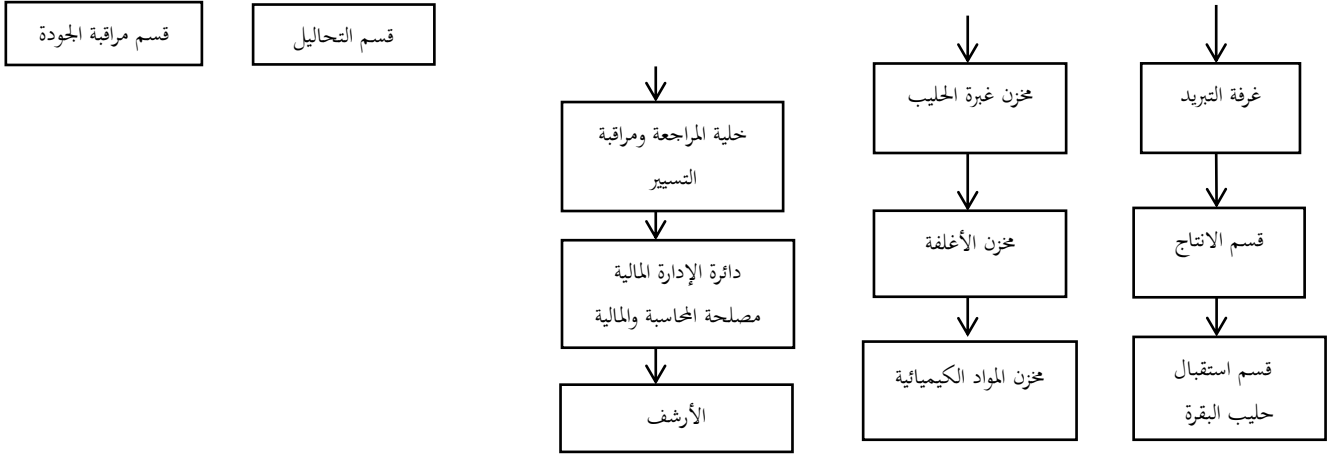 غرفة التبريد
قسم الانتاج
قسم استقبال
حليب البقرة
مخزن غبرة الحليب
مخزن الأغلفة
مخزن المواد الكيميائية
خلية المراجعة ومراقبة
التسيير
دائرة الإدارة المالية
مصلحة المحاسبة والمالية
الأرشف
قسم التحاليل
قسم مراقبة الجودة